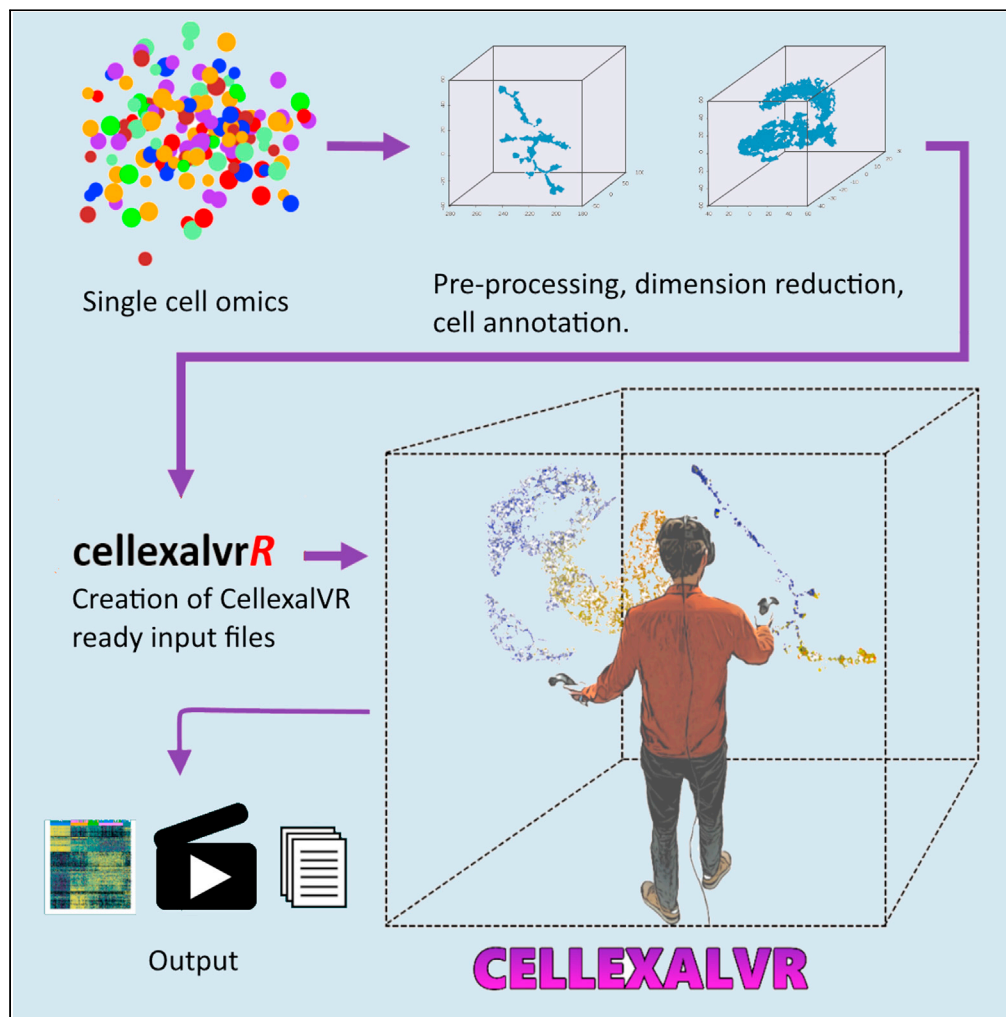 Single cell omics
Pre-processing, dimension reduction,
cell annotation.
cellexalvrR
Creation of CellexalVR
ready input files
Output
CELLEXALVR